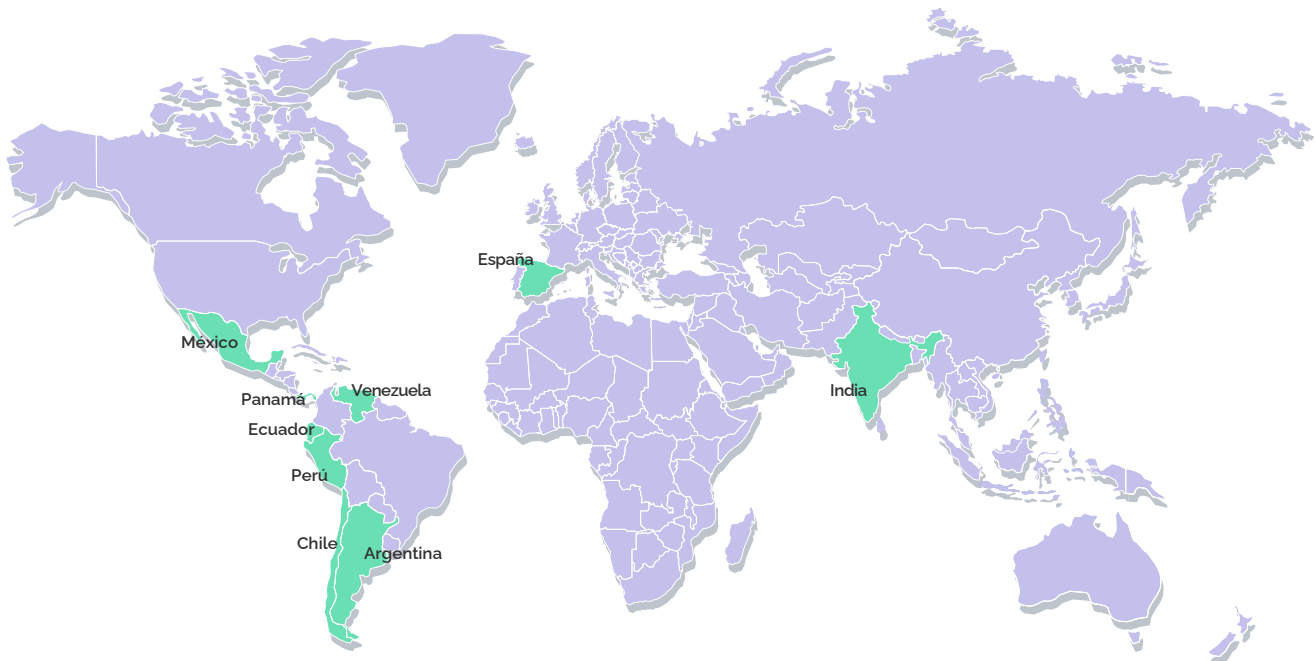 España
México
India
Venezuela
Panamá
Ecuador
Perú
Chile
Argentina